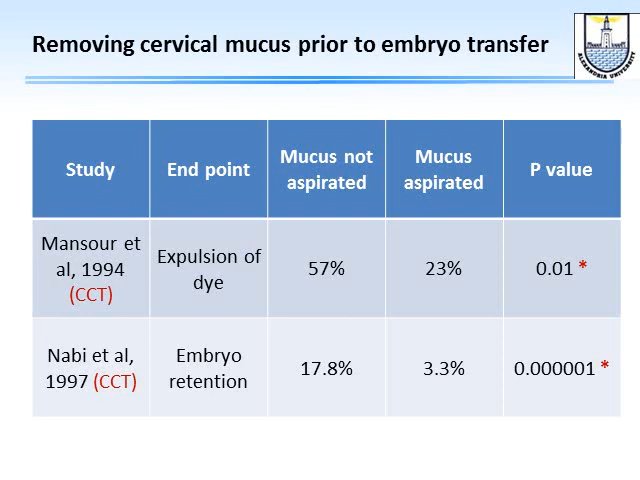 Removing cervical mucus prior to embryo transfer
ALEXANDRIA UNIVERSITY
Study
End point
Mucus not
aspirated
Mucus
aspirated
P value
Mansour et
al, 1994
(CCT)
Expulsion of
dye
57%
23%
0.01 *
Nabi et al,
1997 (CCT)
Embryo
retention
17.8%
3.3%
0.000001 *